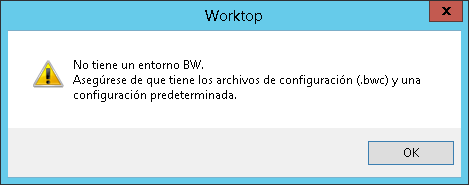 Worktop
No tiene un entorno BW.
Asegúrese de que tiene los archivos de configuración (.bwc) y una
configuración predeterminada.
OK